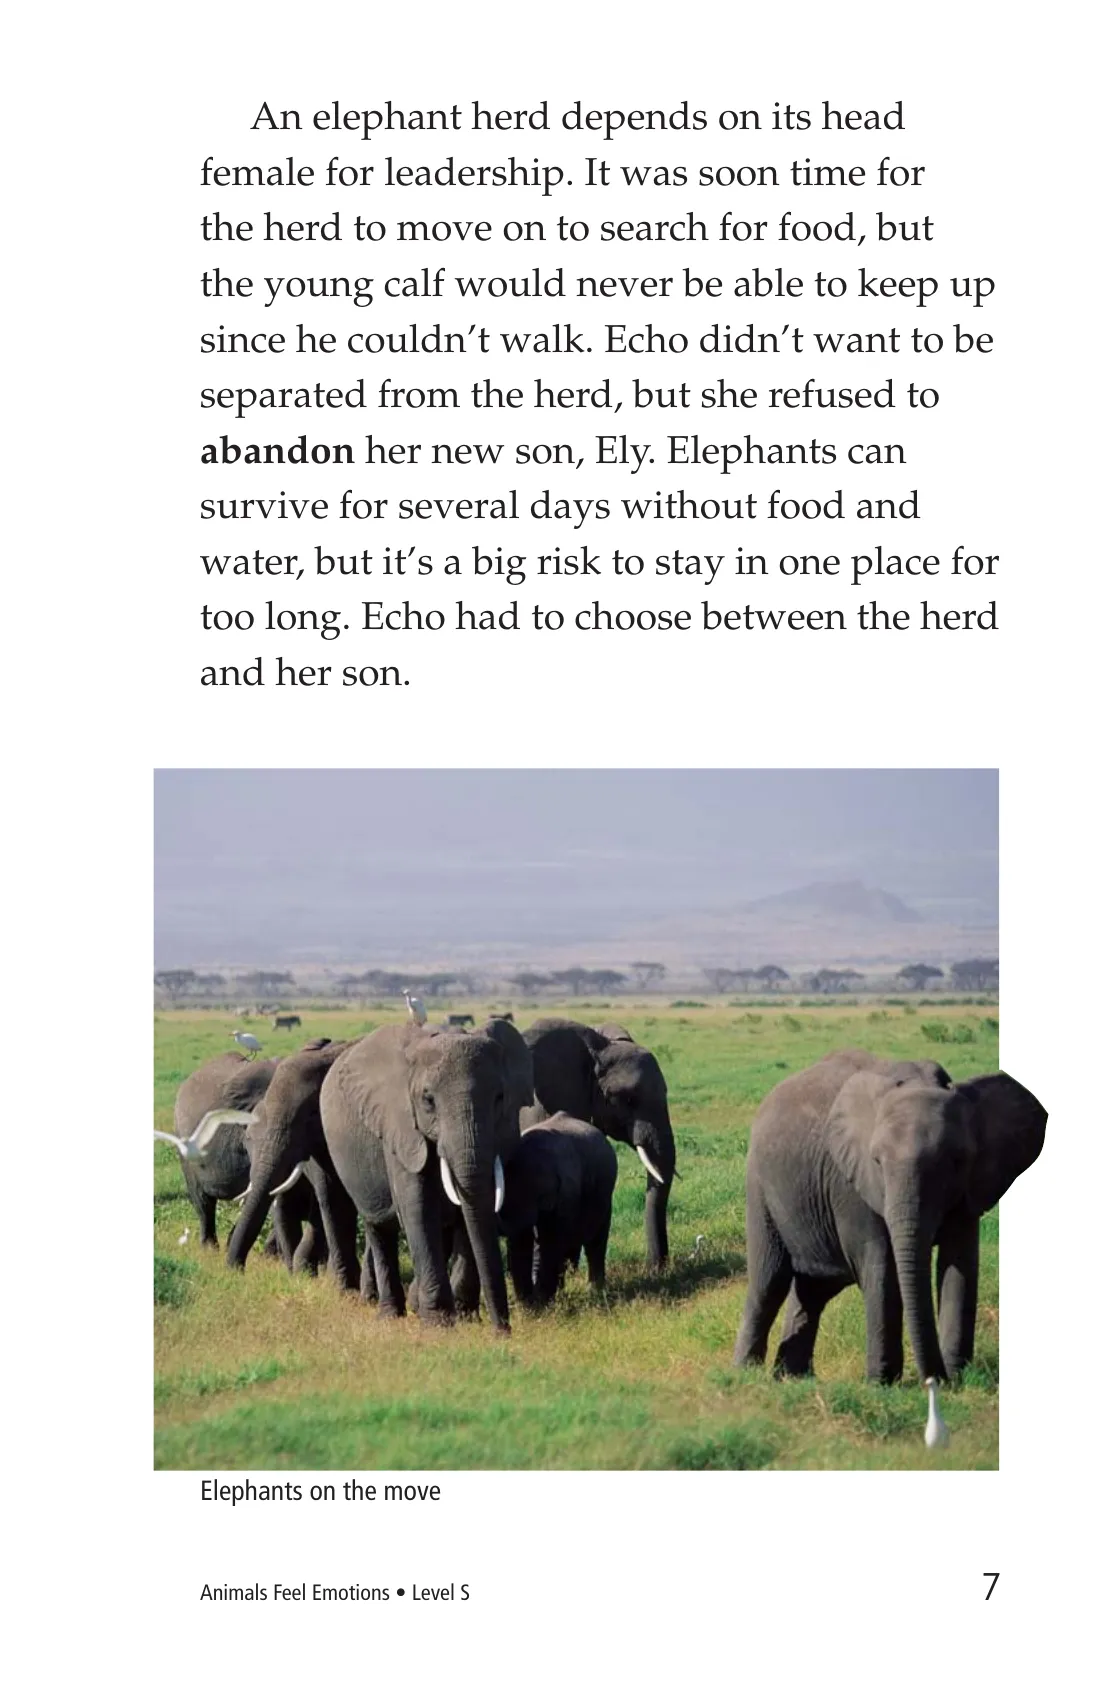 An elephant herd depends on its head
female for leadership. It was soon time for
the herd to move on to search for food, but
the young calf would never be able to keep up
since he couldn’t walk. Echo didn’t want to be
separated from the herd, but she refused to
abandon her new son, Ely. Elephants can
survive for several days without food and
water, but it’s a big risk to stay in one place for
too long. Echo had to choose between the herd
and her son.
Elephants on the move
Animals Feel Emotions • Level S
7